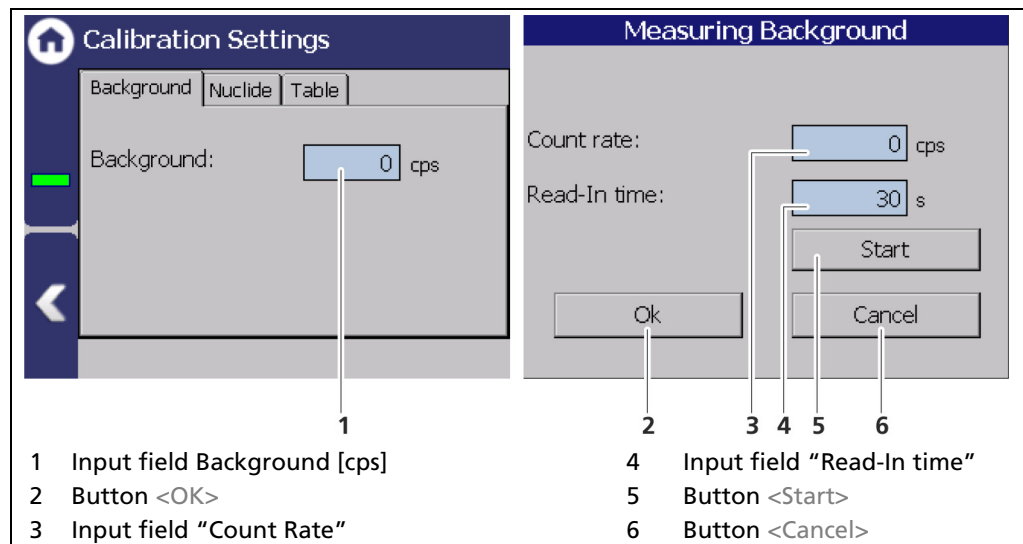 Calibration Settings
Background Nuclide Table
Background: 0 cps
Measuring Background
Count rate: 0 cps
Read-In time: 30 s
Start
Ok Cancel
1 2 3 4 5 6
1 Input field Background [cps]
2 Button <OK>
3 Input field “Count Rate”
4 Input field “Read-In time”
5 Button <Start>
6 Button <Cancel>